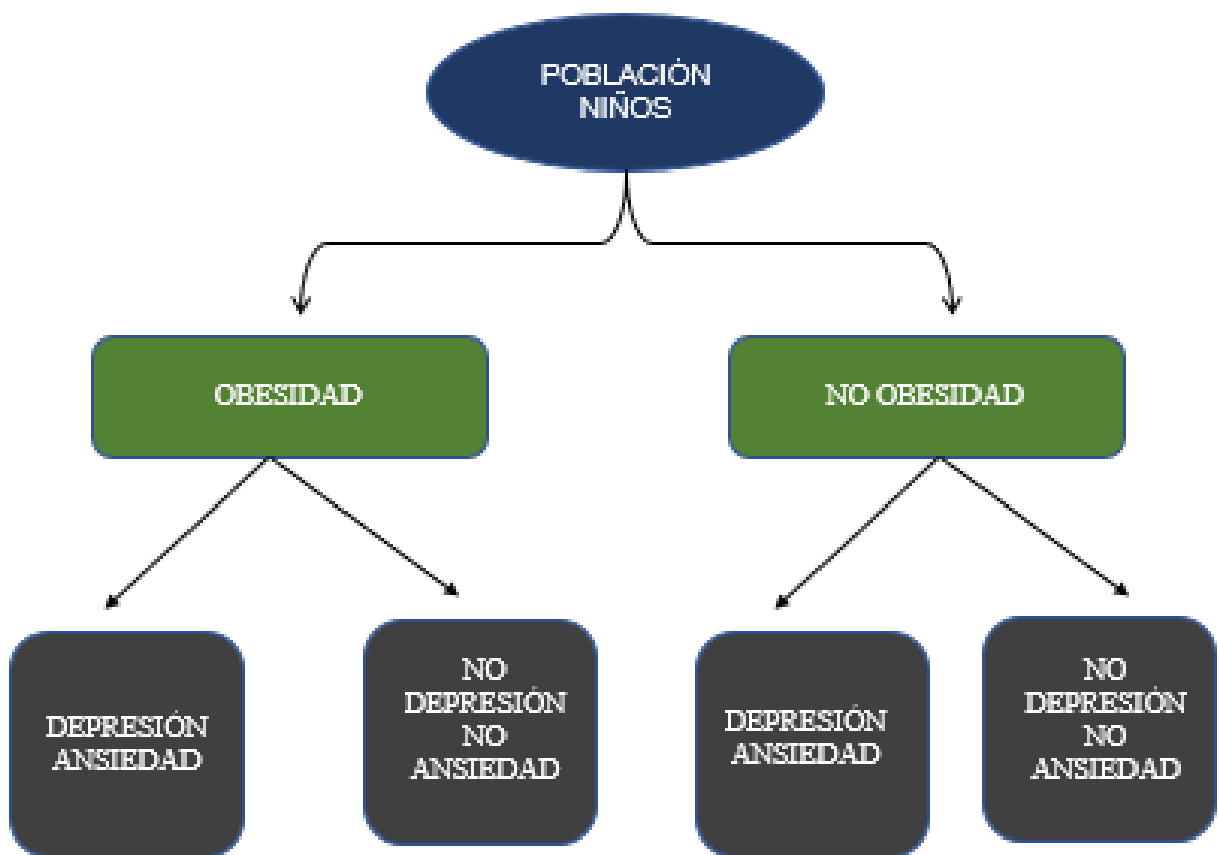 POBLACIÓN
NIÑOS
OBESIDAD
NO OBESIDAD
DEPRESIÓN
ANSIEDAD
NO
DEPRESIÓN
NO
ANSIEDAD
DEPRESIÓN
ANSIEDAD
NO
DEPRESIÓN
NO
ANSIEDAD